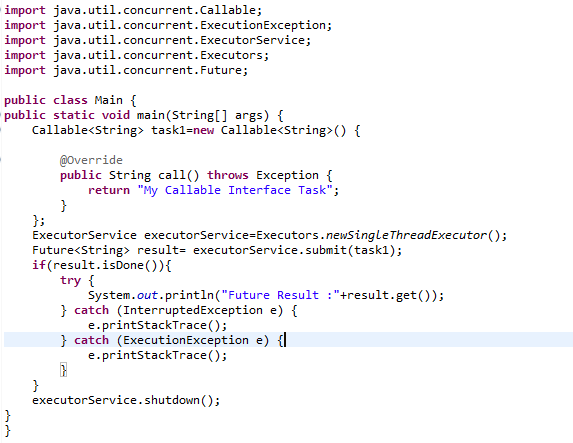 import java.util.concurrent.Callable;
import java.util.concurrent.ExecutionException;
import java.util.concurrent.ExecutorService;
import java.util.concurrent.Executors;
import java.util.concurrent.Future;

public class Main {
public static void main(String[] args) {
    Callable<String> task1=new Callable<String>() {

        @Override
        public String call() throws Exception {
            return "My Callable Interface Task";
        }
    };
    ExecutorService executorService=Executors.newSingleThreadExecutor();
    Future<String> result= executorService.submit(task1);
    if(result.isDone()){
        try {
            System.out.println("Future Result :"+result.get());
        } catch (InterruptedException e) {
            e.printStackTrace();
        } catch (ExecutionException e) {
            e.printStackTrace();
        }
    }
    executorService.shutdown();
}
}